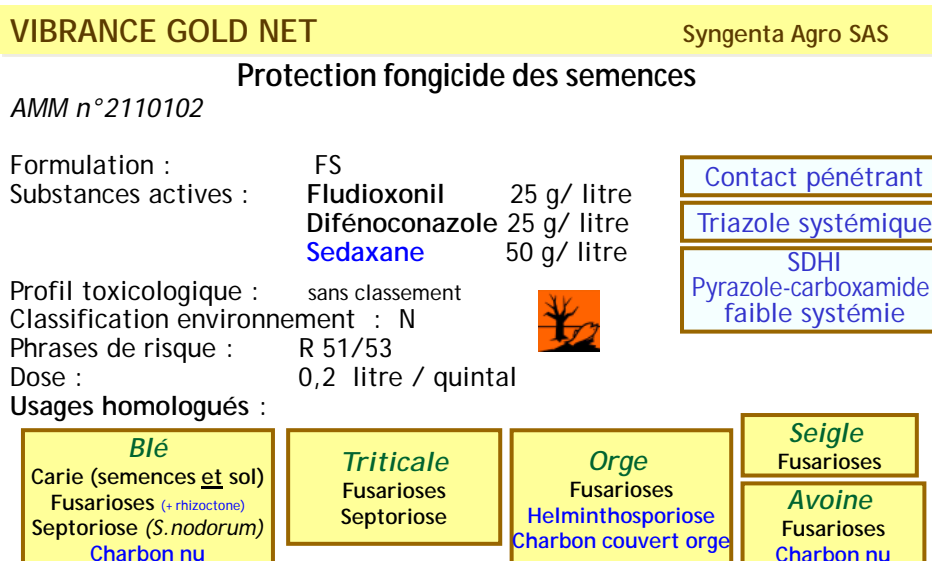 VIBRANCE GOLD NET Syngenta Agro SAS
Protection fongicide des semences
AMM n°2110102
Formulation : FS
Substances actives : Fludioxonil 25 g/ litre
Difénoconazole 25 g/ litre
Sedaxane 50 g/ litre
Contact pénétrant
Triazole systémique
SDHI
Pyrazole-carboxamide
faible systémie
Profil toxicologique : sans classement
Classification environnement : N
Phrases de risque : R 51/53
Dose : 0,2 litre / quintal
Usages homologués :
Blé
Carie (semences et sol)
Fusarioses (+ rhizoctone)
Septoriose (S.nodorum)
Charbon nu
Triticale
Fusarioses
Septoriose
Orge
Fusarioses
Helminthosporiose
Charbon couvert orge
Seigle
Fusarioses
Avoine
Fusarioses
Charbon nu